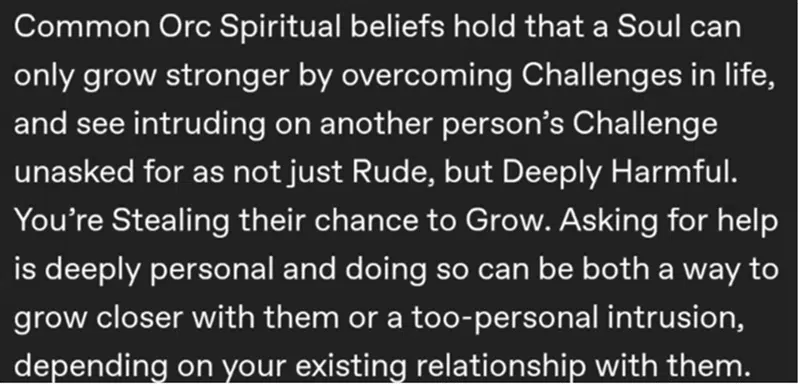 Common Orc Spiritual beliefs hold that a Soul can
only grow stronger by overcoming Challenges in life,
and see intruding on another person’s Challenge
unasked for as not just Rude, but Deeply Harmful.
You’re Stealing their chance to Grow. Asking for help
is deeply personal and doing so can be both a way to
grow closer with them or a too-personal intrusion,
depending on your existing relationship with them.